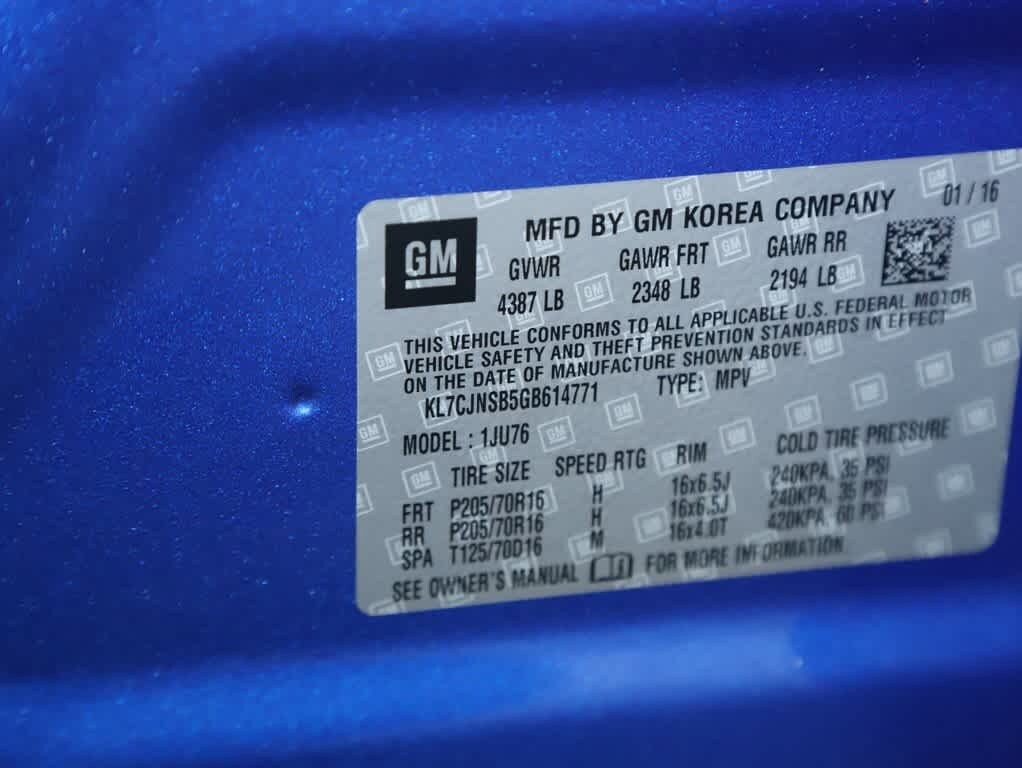 GM
MFD BY GM KOREA COMPANY 01 / 16
GVWR GAWR FRT GAWR RR
4387 LB 2348 LB 2194 LB
THIS VEHICLE CONFORMS TO ALL APPLICABLE U.S. FEDERAL MOTOR
VEHICLE SAFETY AND THEFT PREVENTION STANDARDS IN EFFECT
ON THE DATE OF MANUFACTURE SHOWN ABOVE.
KL7CJNSB5GB614771 TYPE: MPV
MODEL : 1JU76
TIRE SIZE SPEED RTG RIM COLD TIRE PRESSURE
FRT P205/70R16 H 16x6.5J 240KPA, 35 PSI
RR P205/70R16 H 16x6.5J 240KPA, 35 PSI
SPA T125/70D16 M 16x4.0T 420KPA, 60 PSI
SEE OWNER'S MANUAL FOR MORE INFORMATION.